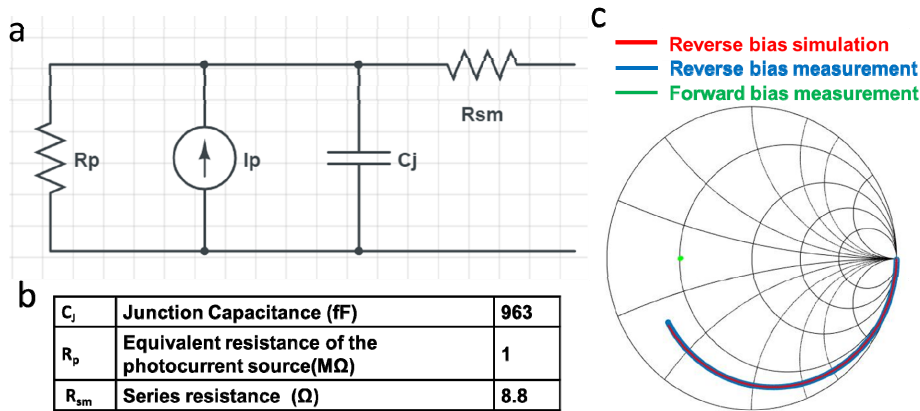 a
Rp
Ip
Cj
Rsm
b
Cj Junction Capacitance (fF) 963
Rp Equivalent resistance of the
photocurrent source(MΩ) 1
Rsm Series resistance (Ω) 8.8
c
Reverse bias simulation
Reverse bias measurement
Forward bias measurement